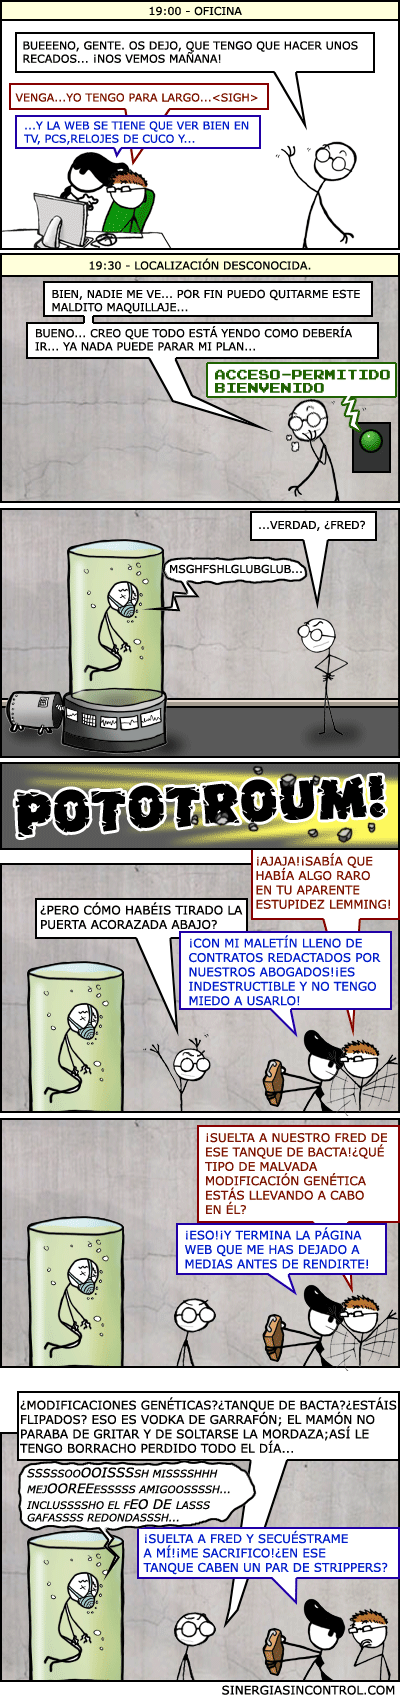 19:00 - OFICINA
BUEEENO, GENTE. OS DEJO, QUE TENGO QUE HACER UNOS
RECADOS... ¡NOS VEMOS MAÑANA!
VENGA...YO TENGO PARA LARGO...<SIGH>
...Y LA WEB SE TIENE QUE VER BIEN EN
TV, PCS,RELOJES DE CUCO Y...
19:30 - LOCALIZACIÓN DESCONOCIDA.
BIEN, NADIE ME VE... POR FIN PUEDO QUITARME ESTE
MALDITO MAQUILLAJE...
BUENO... CREO QUE TODO ESTÁ YENDO COMO DEBERÍA
IR... YA NADA PUEDE PARAR MI PLAN...
ACCESO-PERMITIDO
BIENVENIDO
...VERDAD, ¿FRED?
MSGHFSHLGLUBGLUB...
POTOTROUM!
¡AJAJA!¡SABÍA QUE
HABÍA ALGO RARO
EN TU APARENTE
ESTUPIDEZ LEMMING!
¿PERO CÓMO HABÉIS TIRADO LA
PUERTA ACORAZADA ABAJO?
¡CON MI MALETÍN LLENO DE
CONTRATOS REDACTADOS POR
NUESTROS ABOGADOS!¡ES
INDESTRUCTIBLE Y NO TENGO
MIEDO A USARLO!
¡SUELTA A NUESTRO FRED DE
ESE TANQUE DE BACTA!¿QUÉ
TIPO DE MALVADA
MODIFICACIÓN GENÉTICA
ESTÁS LLEVANDO A CABO
EN ÉL?
¡ESO!¡Y TERMINA LA PÁGINA
WEB QUE ME HAS DEJADO A
MEDIAS ANTES DE RENDIRTE!
¿MODIFICACIONES GENÉTICAS?¿TANQUE DE BACTA?¿ESTÁIS
FLIPADOS? ESO ES VODKA DE GARRAFÓN; EL MAMÓN NO
PARABA DE GRITAR Y DE SOLTARSE LA MORDAZA;ASÍ LE
TENGO BORRACHO PERDIDO TODO EL DÍA...
SSSSSOOOOISSSSH MISSSSHHH
MEJOOREEESSSSS AMIGOOSSSSH...
INCLUSSSSHO EL FEO DE LASSS
GAFASSSS REDONDASSSH...
¡SUELTA A FRED Y SECUÉSTRAME
A MÍ!¡ME SACRIFICO!¿EN ESE
TANQUE CABEN UN PAR DE STRIPPERS?
SINERGIASINCONTROL.COM